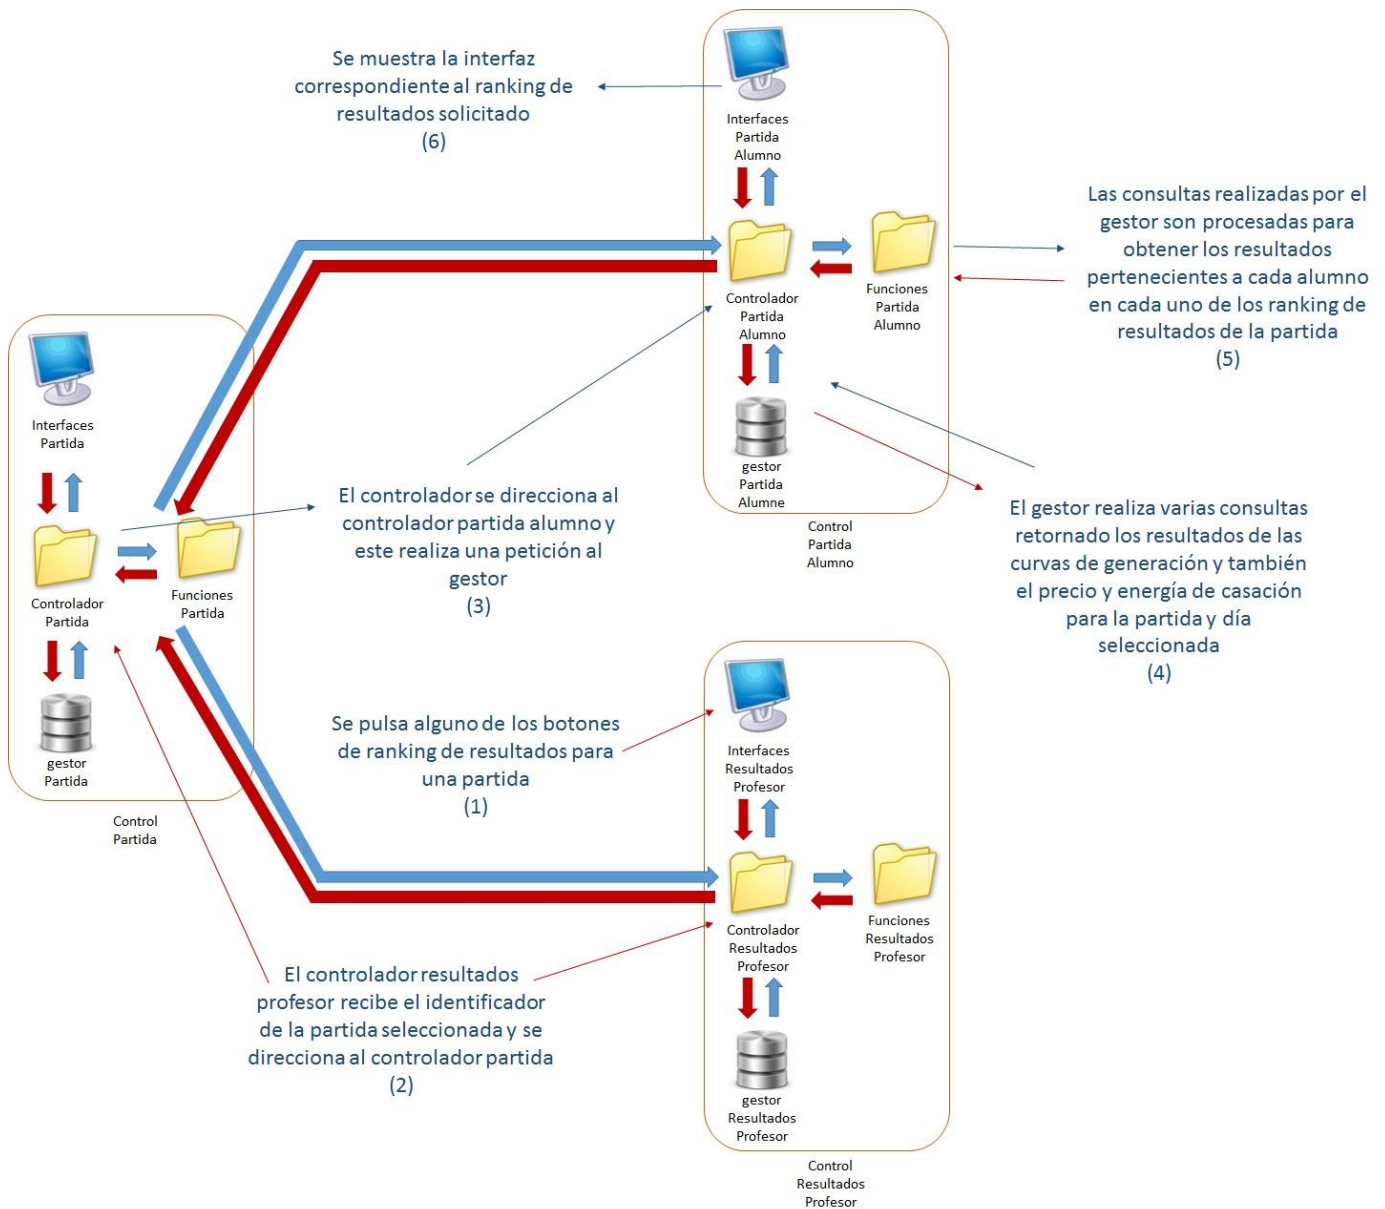 Se muestra la interfaz
correspondiente al ranking de
resultados solicitado
(6)
Interfaces
Partida
Alumno
Controlador
Partida
Alumno
Funciones
Partida
Alumno
gestor
Partida
Alumne
Control
Partida
Alumno
Las consultas realizadas por el
gestor son procesadas para
obtener los resultados
pertenecientes a cada alumno
en cada uno de los ranking de
resultados de la partida
(5)
Interfaces
Partida
Controlador
Partida
Funciones
Partida
gestor
Partida
Control
Partida
El controlador se direcciona al
controlador partida alumno y
este realiza una petición al
gestor
(3)
El gestor realiza varias consultas
retornado los resultados de las
curvas de generación y también
el precio y energía de casación
para la partida y día
seleccionada
(4)
Se pulsa alguno de los botones
de ranking de resultados para
una partida
(1)
Interfaces
Resultados
Profesor
Controlador
Resultados
Profesor
Funciones
Resultados
Profesor
gestor
Resultados
Profesor
Control
Resultados
Profesor
El controlador resultados
profesor recibe el identificador
de la partida seleccionada y se
direcciona al controlador partida
(2)